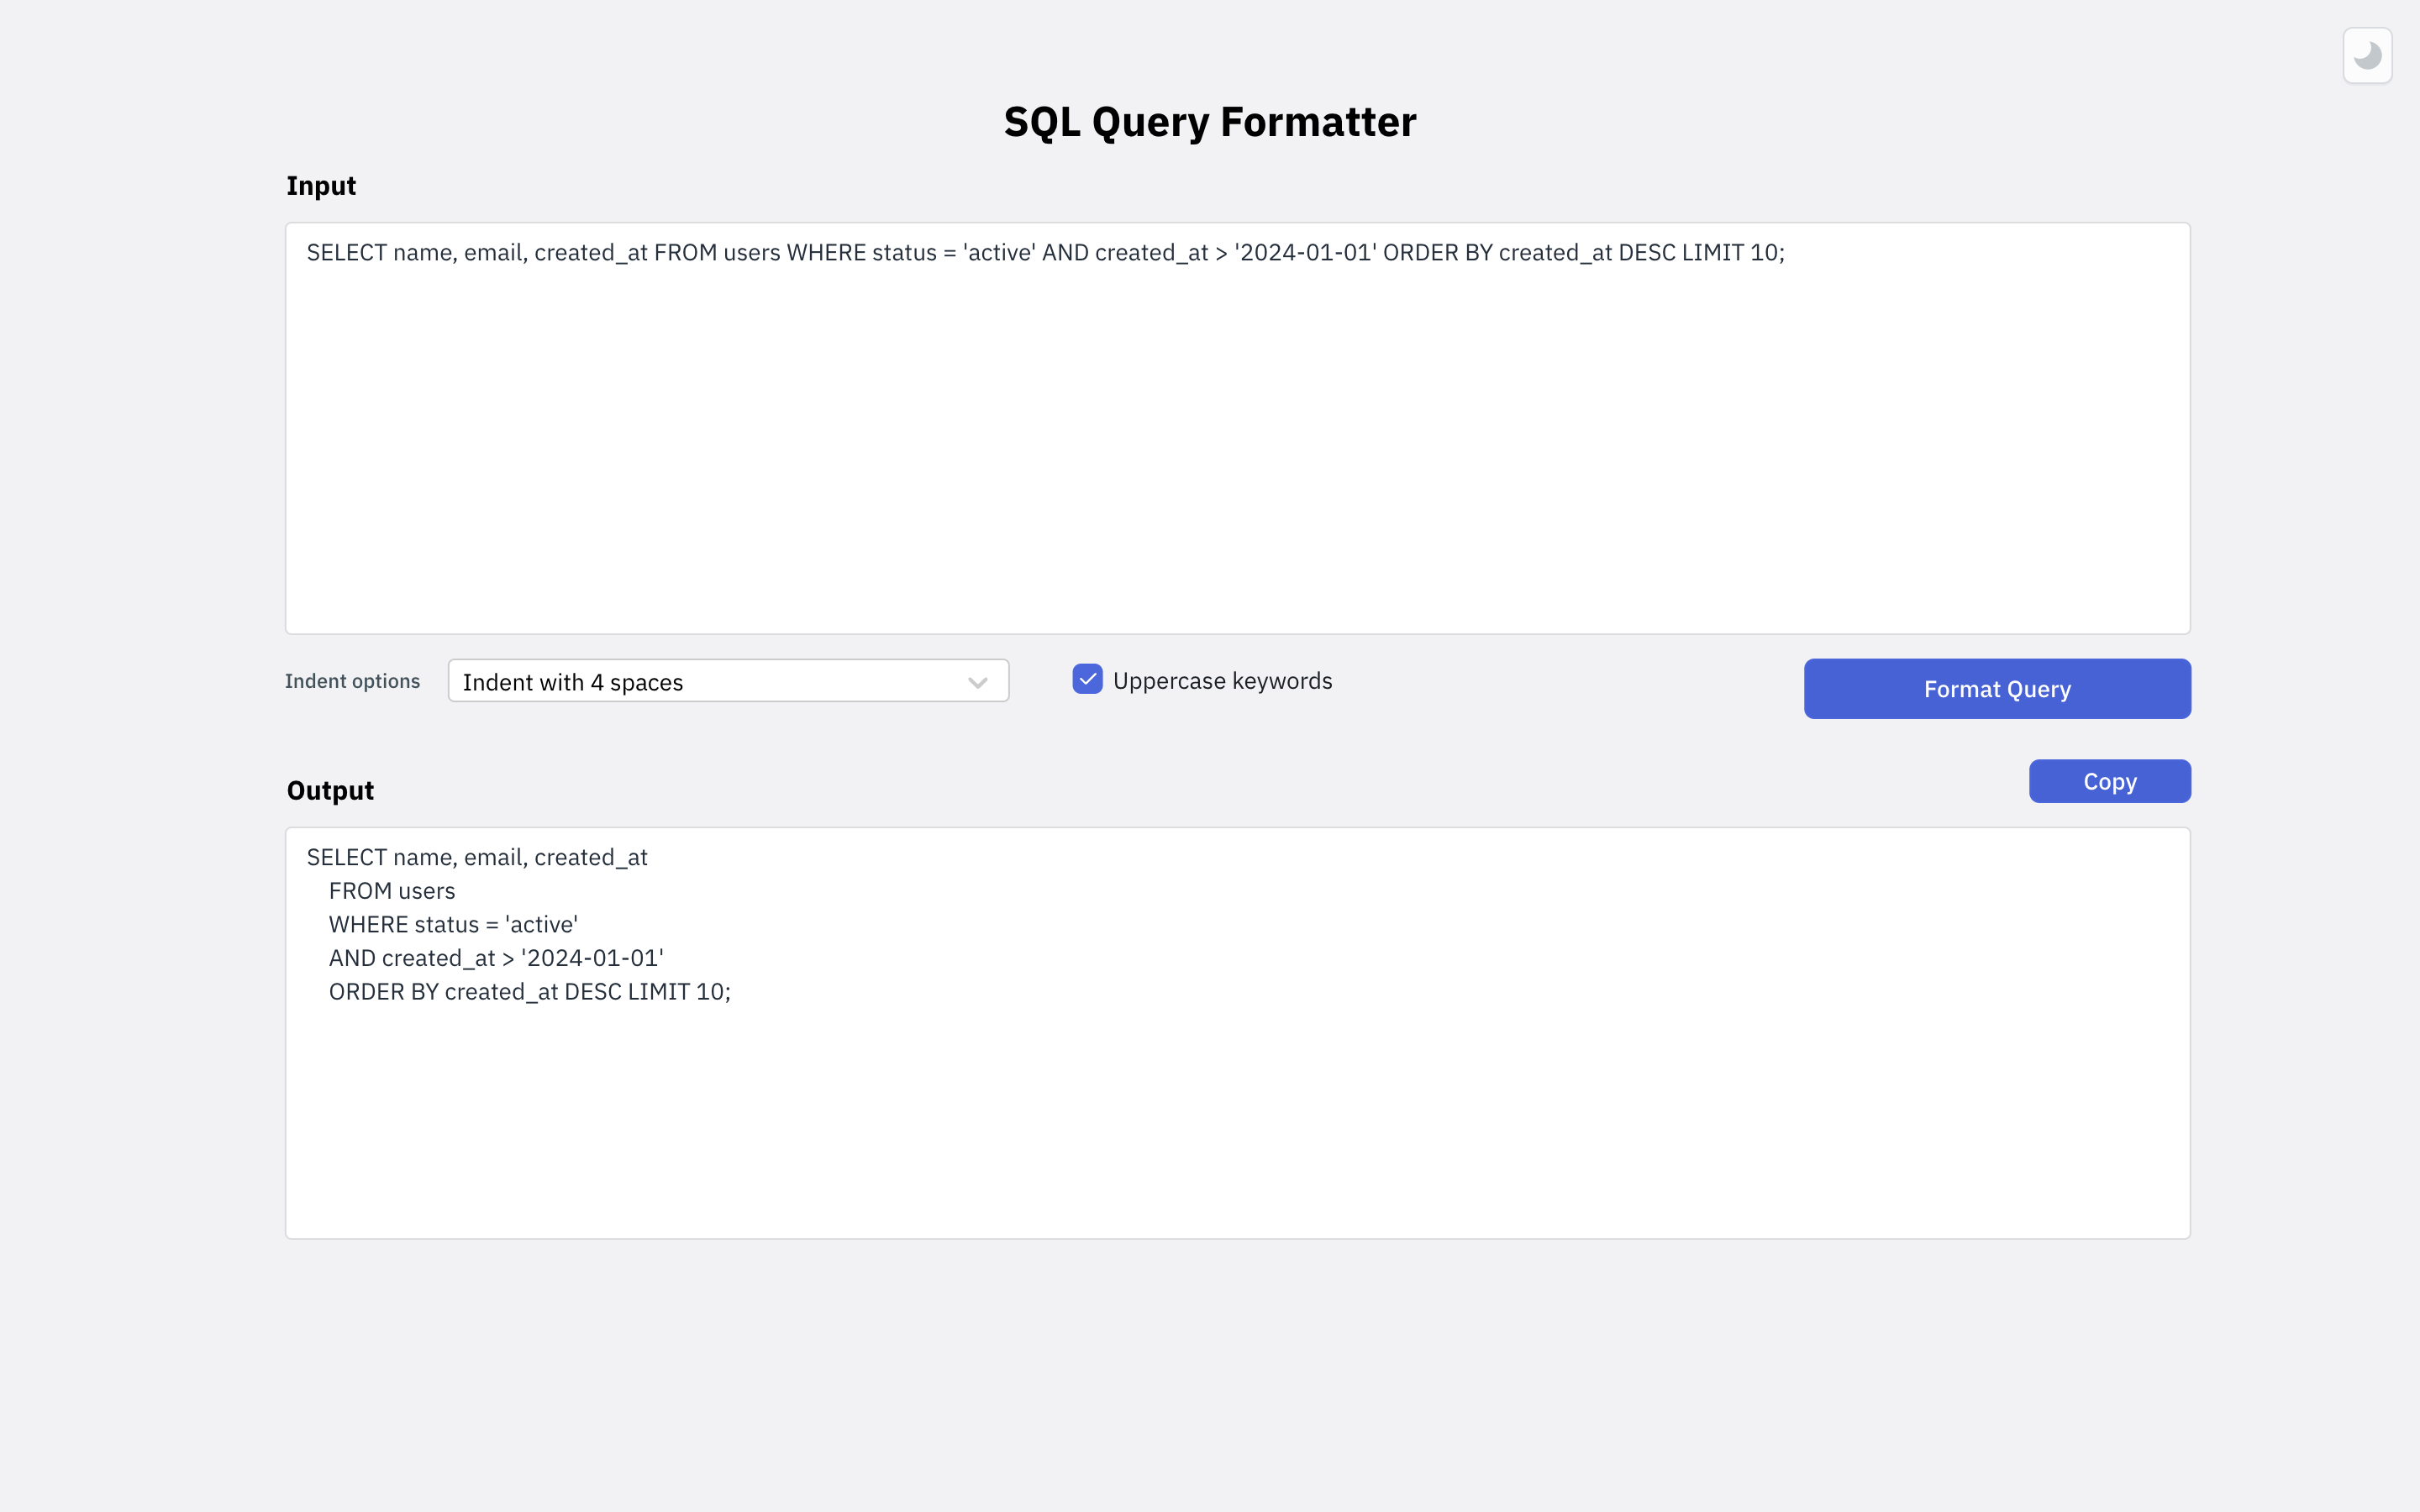 SQL Query Formatter
Input
SELECT name, email, created_at FROM users WHERE status = 'active' AND created_at > '2024-01-01' ORDER BY created_at DESC LIMIT 10;
Indent options
Indent with 4 spaces
Uppercase keywords
Format Query
Output
Copy
SELECT name, email, created_at
    FROM users
    WHERE status = 'active'
    AND created_at > '2024-01-01'
    ORDER BY created_at DESC LIMIT 10;